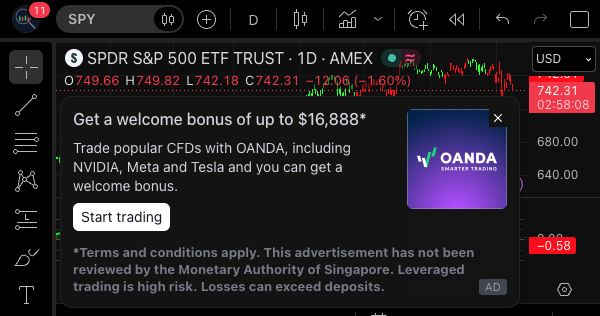 11
SPY
D
SPDR S&P 500 ETF TRUST · 1D · AMEX
USD
O749.66 H749.82 L742.18 C742.31 −12.06 (−1.60%)
742.31
02:58:08
Get a welcome bonus of up to $16,888*
Trade popular CFDs with OANDA, including
NVIDIA, Meta and Tesla and you can get a
welcome bonus.
Start trading
OANDA
SMARTER TRADING
680.00
640.00
−0.58
*Terms and conditions apply. This advertisement has not been
reviewed by the Monetary Authority of Singapore. Leveraged
trading is high risk. Losses can exceed deposits.
AD